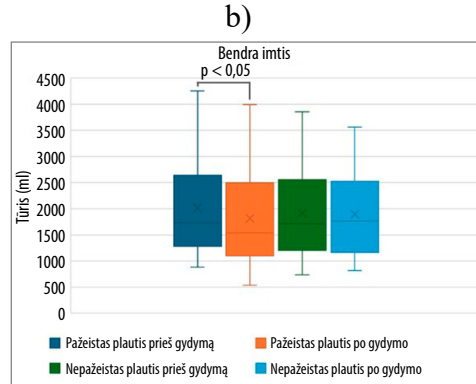 b)
Bendra imtis
p < 0,05
4500
4000
3500
3000
2500
2000
1500
1000
500
0
Tūris (ml)
Pažeistas plautis prieš gydymą
Pažeistas plautis po gydymo
Nepažeistas plautis prieš gydymą
Nepažeistas plautis po gydymo